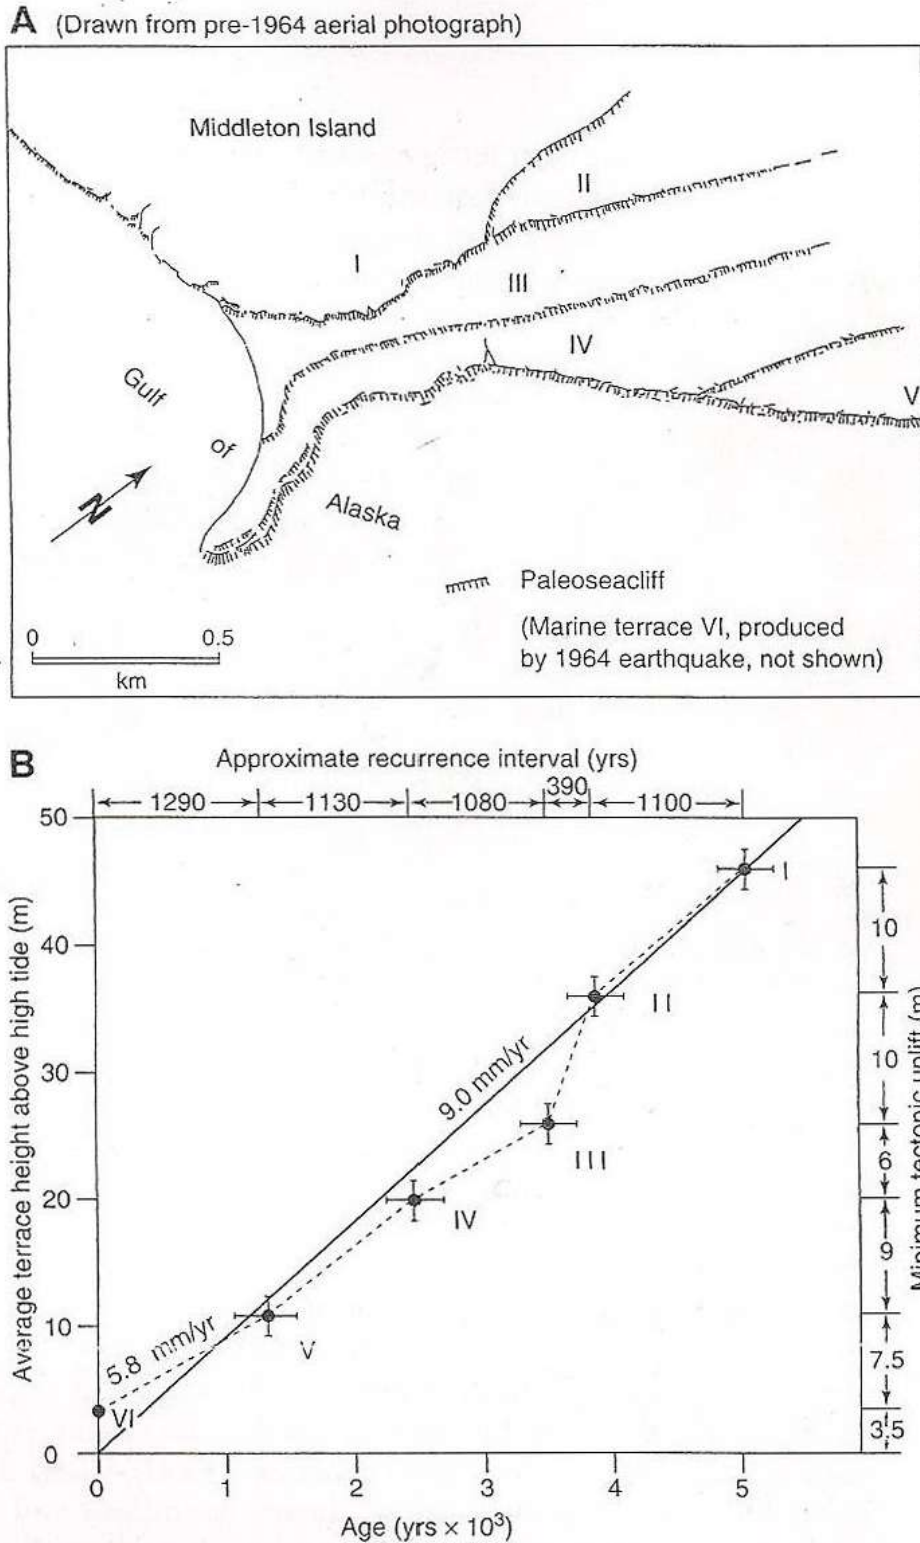 A (Drawn from pre-1964 aerial photograph)
Middleton Island
II
I
III
IV
Gulf
V
of
N
Alaska
Paleoseacliff
0 0.5
km
(Marine terrace VI, produced
by 1964 earthquake, not shown)
B Approximate recurrence interval (yrs)
1290 1130 1080 390 1100
50
I
10
40
II
10
9.0 mm/yr
30
III
6
20
IV
9
10
5.8 mm/yr
V
7.5
VI
3.5
0
0 1 2 3 4 5
Age (yrs × 10³)
Average terrace height above high tide (m)
Minimum tectonic uplift (m)